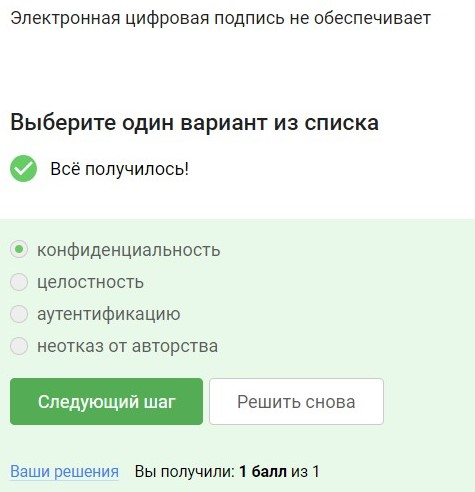 Электронная цифровая подпись не обеспечивает
Выберите один вариант из списка
Всё получилось!
конфиденциальность
целостность
аутентификацию
неотказ от авторства
Следующий шаг
Решить снова
Ваши решения Вы получили: 1 балл из 1